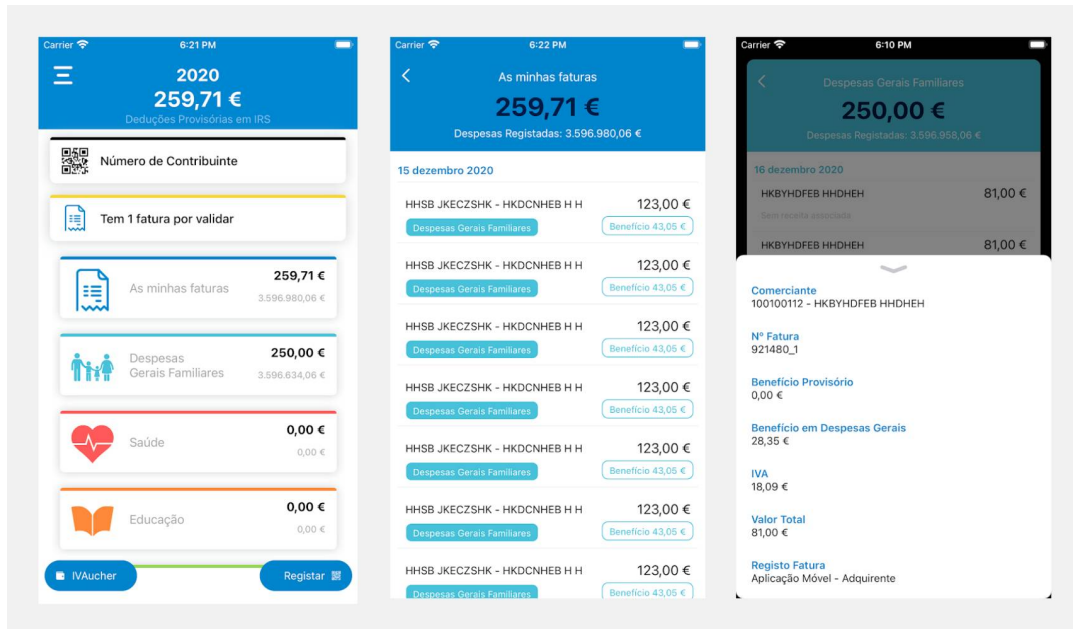 Carrier 6:21 PM
2020
259,71 €
Deduções Provisórias em IRS
Número de Contribuinte
Tem 1 fatura por validar
As minhas faturas 259,71 €
3.596.980,06 €
Despesas Gerais Familiares 250,00 €
3.596.634,06 €
Saúde 0,00 €
0,00 €
Educação 0,00 €
0,00 €
IVAucher Registar
Carrier 6:22 PM
As minhas faturas
259,71 €
Despesas Registadas: 3.596.980,06 €
15 dezembro 2020
HHSB JKECZSHK - HKDCNHEB H H 123,00 €
Despesas Gerais Familiares Benefício 43,05 €
HHSB JKECZSHK - HKDCNHEB H H 123,00 €
Despesas Gerais Familiares Benefício 43,05 €
HHSB JKECZSHK - HKDCNHEB H H 123,00 €
Despesas Gerais Familiares Benefício 43,05 €
HHSB JKECZSHK - HKDCNHEB H H 123,00 €
Despesas Gerais Familiares Benefício 43,05 €
HHSB JKECZSHK - HKDCNHEB H H 123,00 €
Despesas Gerais Familiares Benefício 43,05 €
HHSB JKECZSHK - HKDCNHEB H H 123,00 €
Despesas Gerais Familiares Benefício 43,05 €
HHSB JKECZSHK - HKDCNHEB H H 123,00 €
Despesas Gerais Familiares Benefício 43,05 €
Carrier 6:10 PM
Despesas Gerais Familiares
250,00 €
Despesas Registadas: 3.596.958,06 €
16 dezembro 2020
HKBYHDFEB HHDHEH 81,00 €
Sem receita associada
HKBYHDFEB HHDHEH 81,00 €
Comerciante
100100112 - HKBYHDFEB HHDHEH
Nº Fatura
921480_1
Benefício Provisório
0,00 €
Benefício em Despesas Gerais
28,35 €
IVA
18,09 €
Valor Total
81,00 €
Registo Fatura
Aplicação Móvel - Adquirente